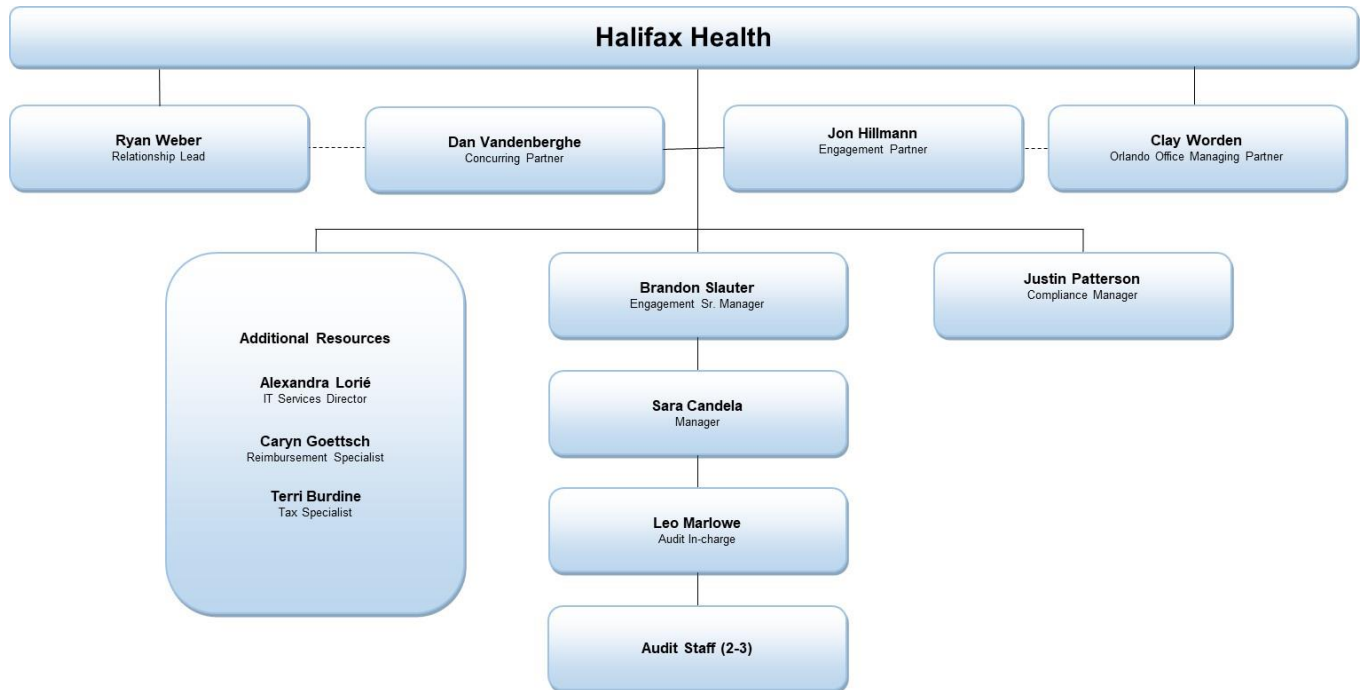 Halifax Health
Ryan Weber
Relationship Lead
Dan Vandenberghe
Concurring Partner
Jon Hillmann
Engagement Partner
Clay Worden
Orlando Office Managing Partner
Additional Resources
Alexandra Lorié
IT Services Director
Caryn Goettsch
Reimbursement Specialist
Terri Burdine
Tax Specialist
Brandon Slauter
Engagement Sr. Manager
Sara Candela
Manager
Leo Marlowe
Audit In-charge
Audit Staff (2-3)
Justin Patterson
Compliance Manager